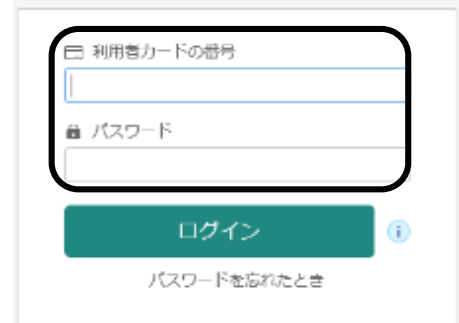 利用者カードの番号
パスワード
ログイン
パスワードを忘れたとき